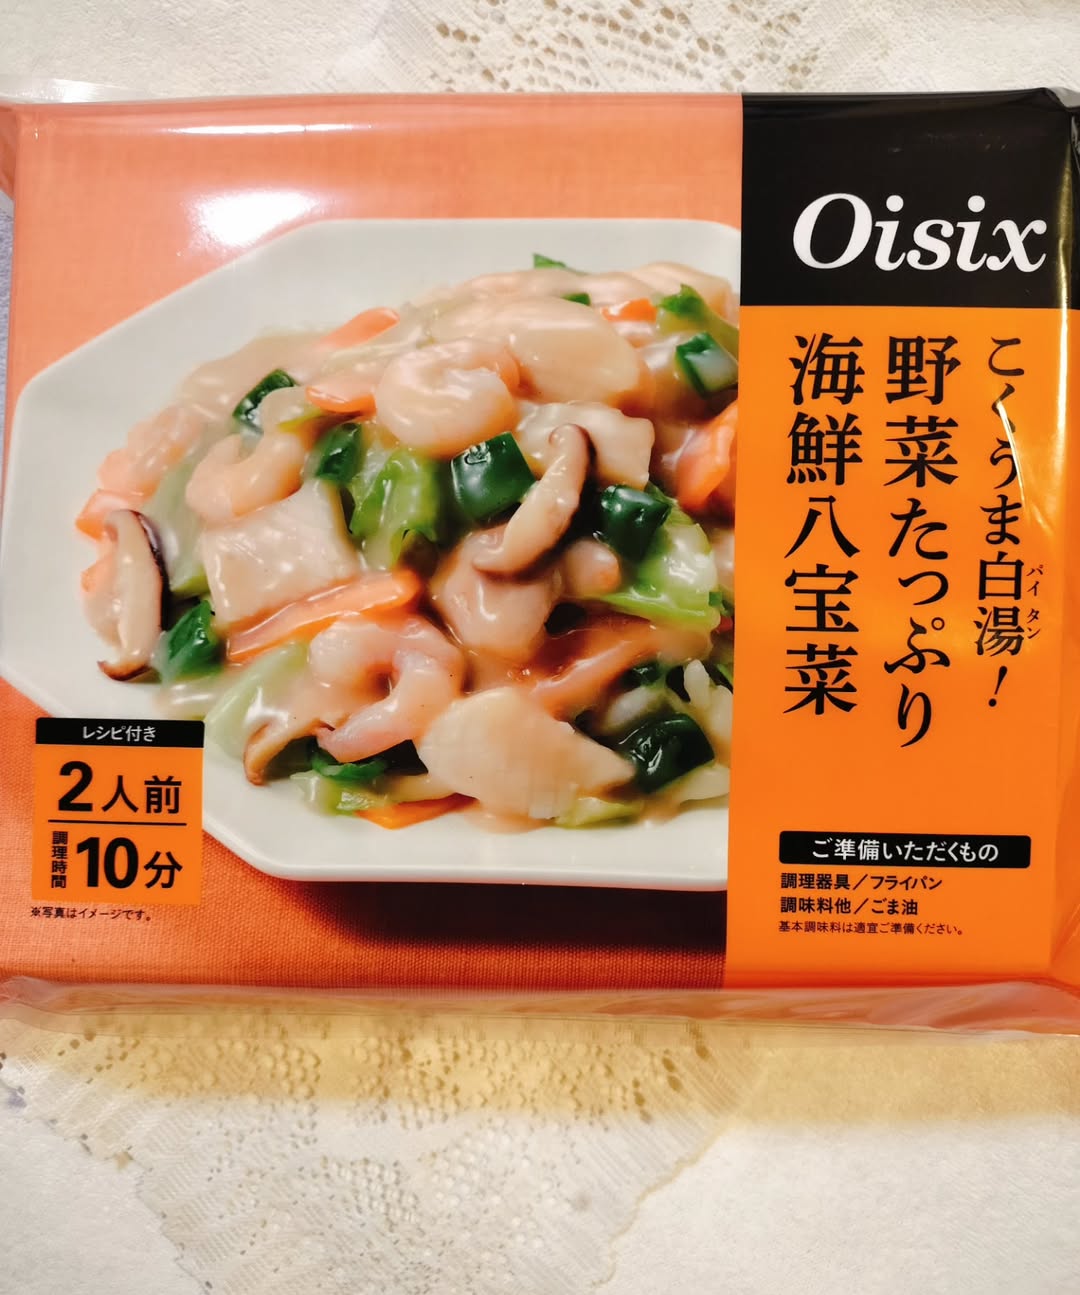 Oisix
こくうま白湯！
パイタン
野菜たっぷり
海鮮八宝菜
レシピ付き
2人前
調理時間
10分
※写真はイメージです。
ご準備いただくもの
調理器具／フライパン
調味料他／ごま油
基本調味料は適宜ご準備ください。